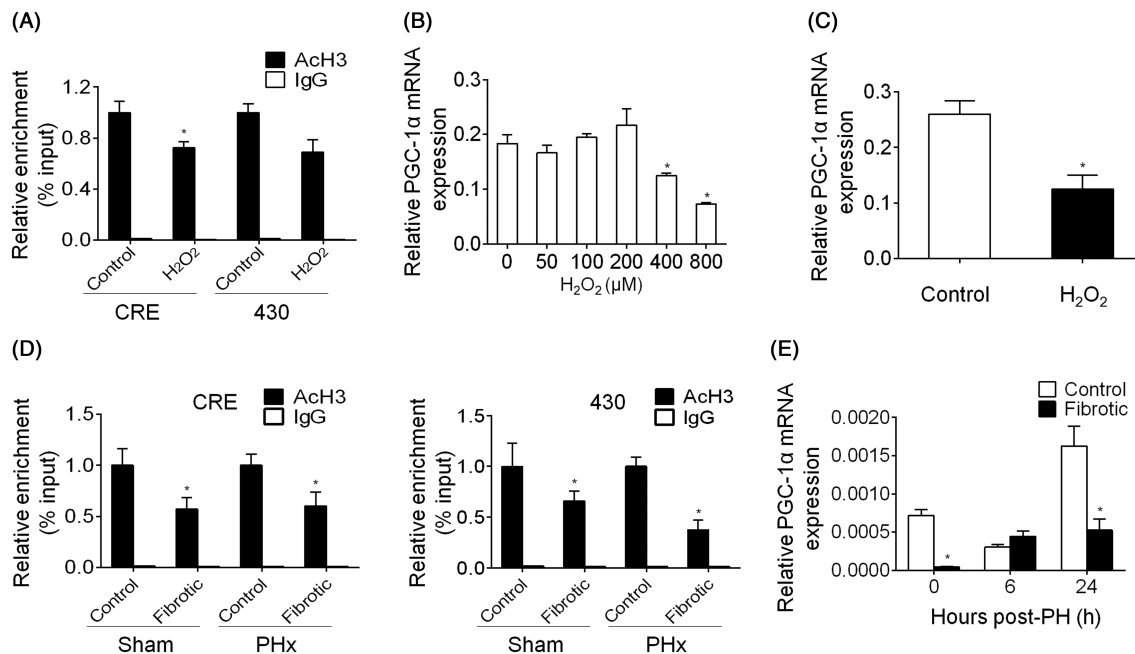 (A)
Relative enrichment
(% input)
AcH3
IgG
1.2
0.8
0.4
0.0
*
Control
H2O2
Control
H2O2
CRE
430
(B)
Relative PGC-1α mRNA
expression
0.3
0.2
0.1
0.0
*
*
0
50
100
200
400
800
H2O2 (μM)
(C)
Relative PGC-1α mRNA
expression
0.3
0.2
0.1
0.0
*
Control
H2O2
(D)
Relative enrichment
(% input)
CRE
AcH3
IgG
1.5
1.0
0.5
0.0
*
*
Control
Fibrotic
Control
Fibrotic
Sham
PHx
Relative enrichment
(% input)
430
AcH3
IgG
1.5
1.0
0.5
0.0
*
*
Control
Fibrotic
Control
Fibrotic
Sham
PHx
(E)
Relative PGC-1α mRNA
expression
Control
Fibrotic
0.0020
0.0015
0.0010
0.0005
0.0000
*
*
0
6
24
Hours post-PH (h)